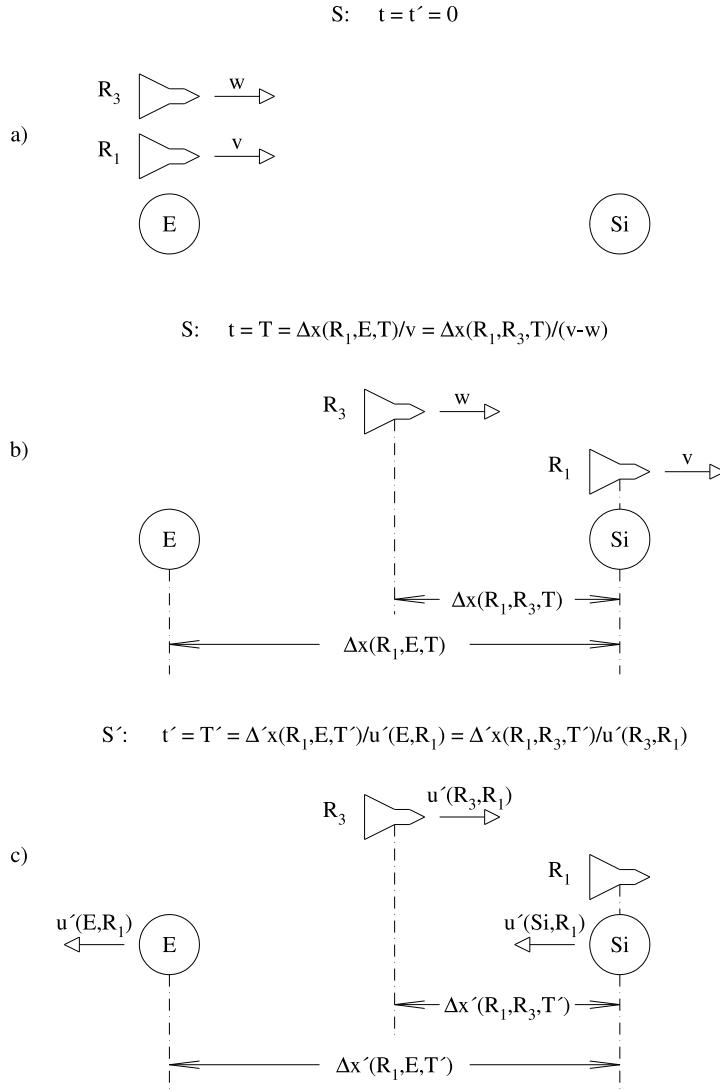 S: t = t´ = 0
R3 w
a)
R1 v
E Si
S: t = T = Δx(R1,E,T)/v = Δx(R1,R3,T)/(v-w)
R3 w
b)
R1 v
E Si
Δx(R1,R3,T)
Δx(R1,E,T)
S´: t´ = T´ = Δ´x(R1,E,T´)/u´(E,R1) = Δ´x(R1,R3,T´)/u´(R3,R1)
R3 u´(R3,R1)
c)
R1
u´(E,R1) E u´(Si,R1) Si
Δx´(R1,R3,T´)
Δx´(R1,E,T´)